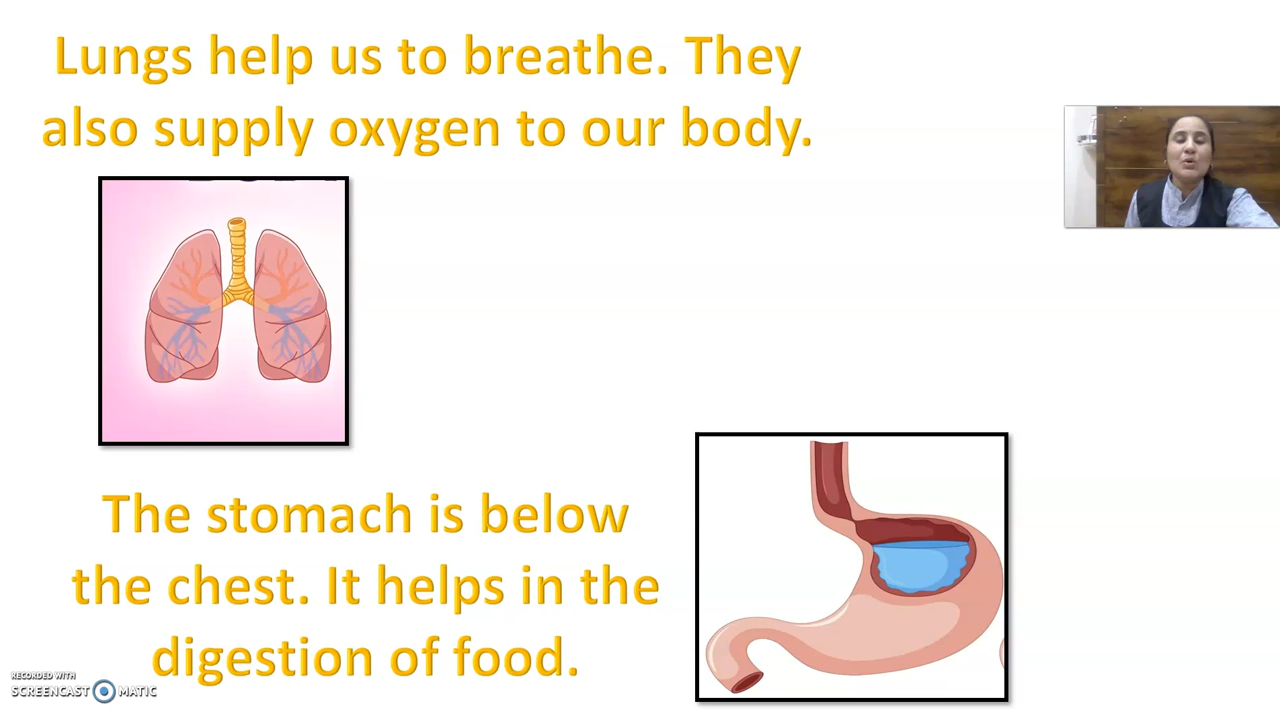 Lungs help us to breathe. They
also supply oxygen to our body.
The stomach is below
the chest. It helps in the
digestion of food.
RECORDED WITH
SCREENCAST MATIC